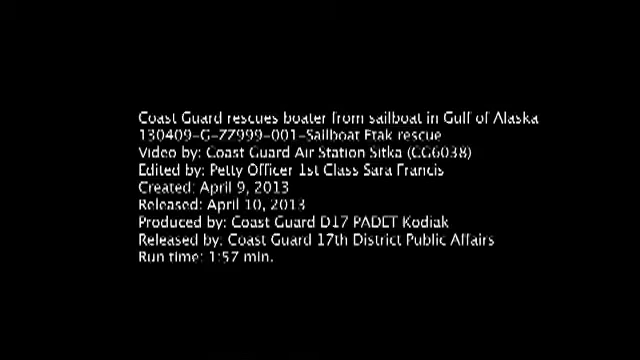 Coast Guard rescues boater from sailboat in Gulf of Alaska
130409-G-ZZ999-001-Sailboat Etak rescue
Video by: Coast Guard Air Station Sitka (CG6038)
Edited by: Petty Officer 1st Class Sara Francis
Created: April 9, 2013
Released: April 10, 2013
Produced by: Coast Guard D17 PADET Kodiak
Released by: Coast Guard 17th District Public Affairs
Run time: 1:57 min.